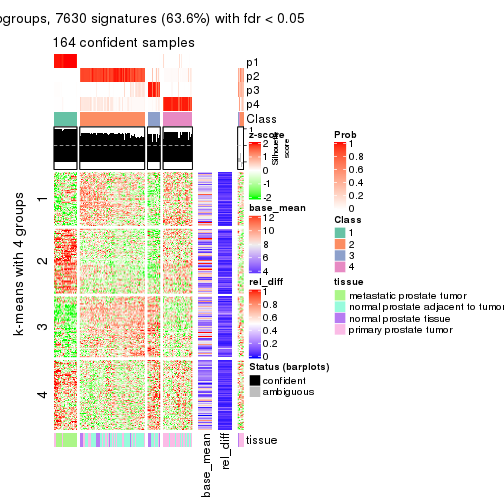 ogroups, 7630 signatures (63.6%) with fdr < 0.05
164 confident samples
p1
p2
p3
p4
Class
Silhouette score
1
2
3
4
k-means with 4 groups
tissue
base_mean
rel_diff
z-score
2
1
0
-1
-2
base_mean
12
10
8
6
4
rel_diff
1
0.8
0.6
0.4
0.2
0
Status (barplots)
confident
ambiguous
Prob
1
0.8
0.6
0.4
0.2
0
Class
1
2
3
4
tissue
metastatic prostate tumor
normal prostate adjacent to tumor
normal prostate tissue
primary prostate tumor